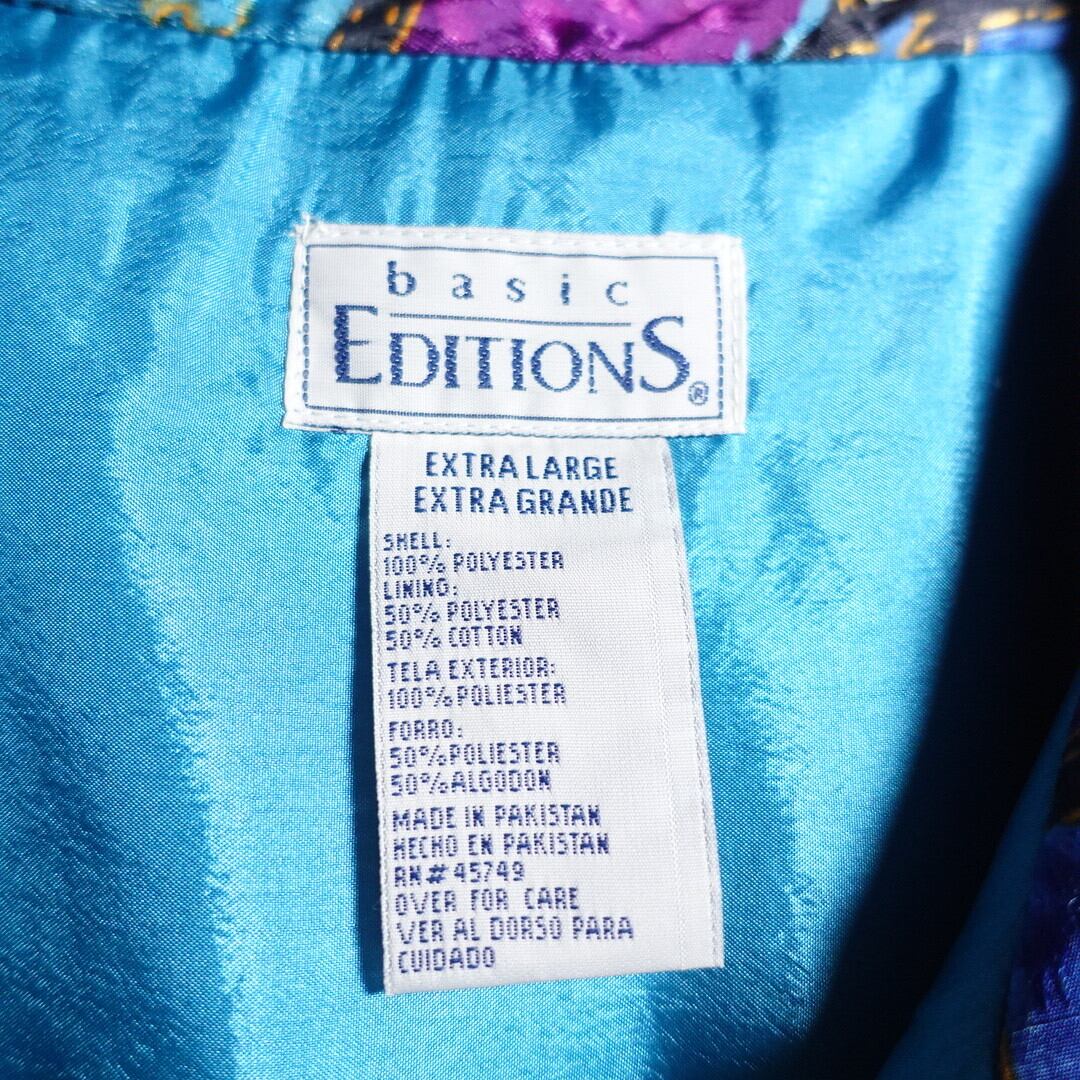 basic
EDITIONS®
EXTRA LARGE
EXTRA GRANDE
SHELL:
100% POLYESTER
LINING:
50% POLYESTER
50% COTTON
TELA EXTERIOR:
100% POLIESTER
FORRO:
50% POLIESTER
50% ALGODON
MADE IN PAKISTAN
HECHO EN PAKISTAN
RN# 45749
OVER FOR CARE
VER AL DORSO PARA
CUIDADO